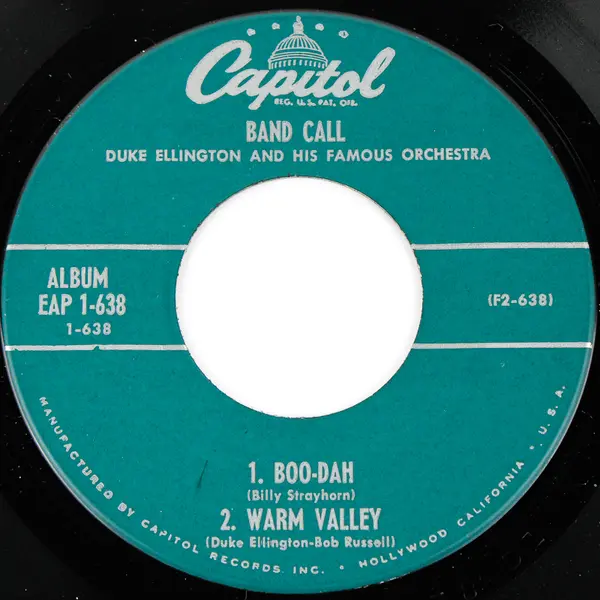 Capitol
REG. U.S. PAT. OFF.
BAND CALL
DUKE ELLINGTON AND HIS FAMOUS ORCHESTRA
ALBUM
EAP 1-638
1-638
(F2-638)
1. BOO-DAH
(Billy Strayhorn)
2. WARM VALLEY
(Duke Ellington-Bob Russell)
MANUFACTURED BY CAPITOL RECORDS, INC. • HOLLYWOOD CALIFORNIA, U.S.A.